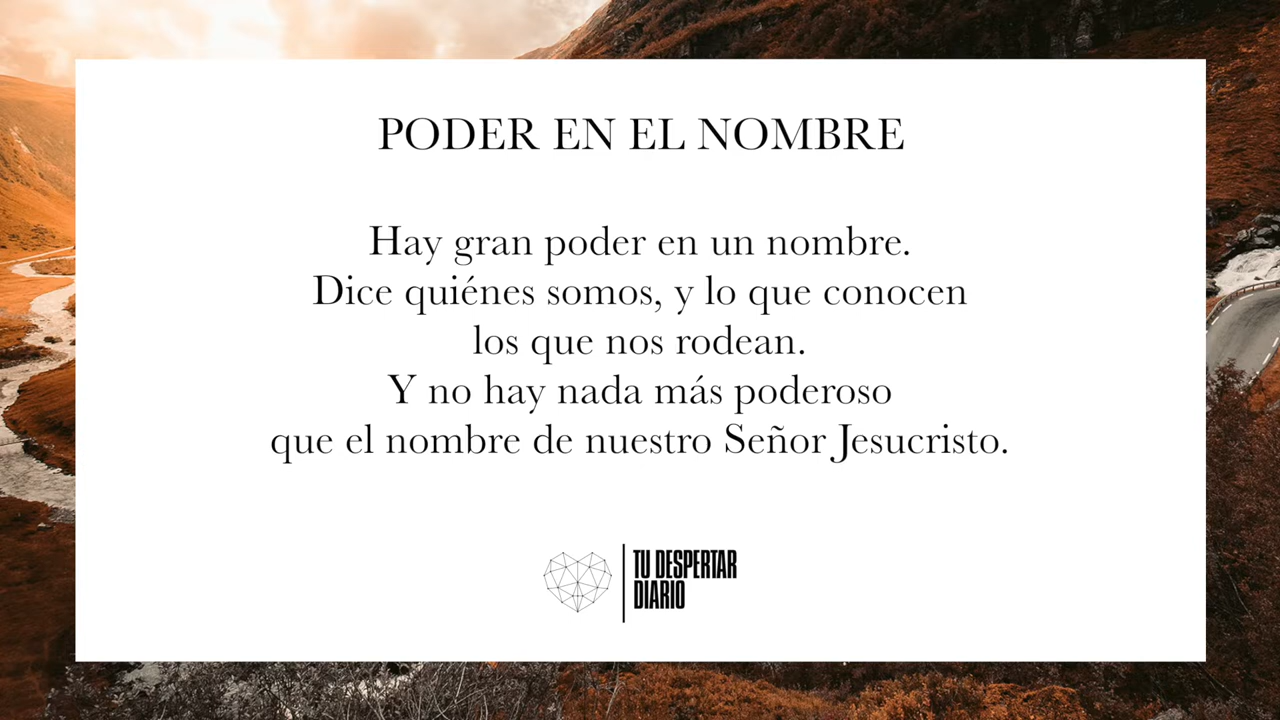 PODER EN EL NOMBRE
Hay gran poder en un nombre.
Dice quiénes somos, y lo que conocen
los que nos rodean.
Y no hay nada más poderoso
que el nombre de nuestro Señor Jesucristo.
TU DESPERTAR
DIARIO